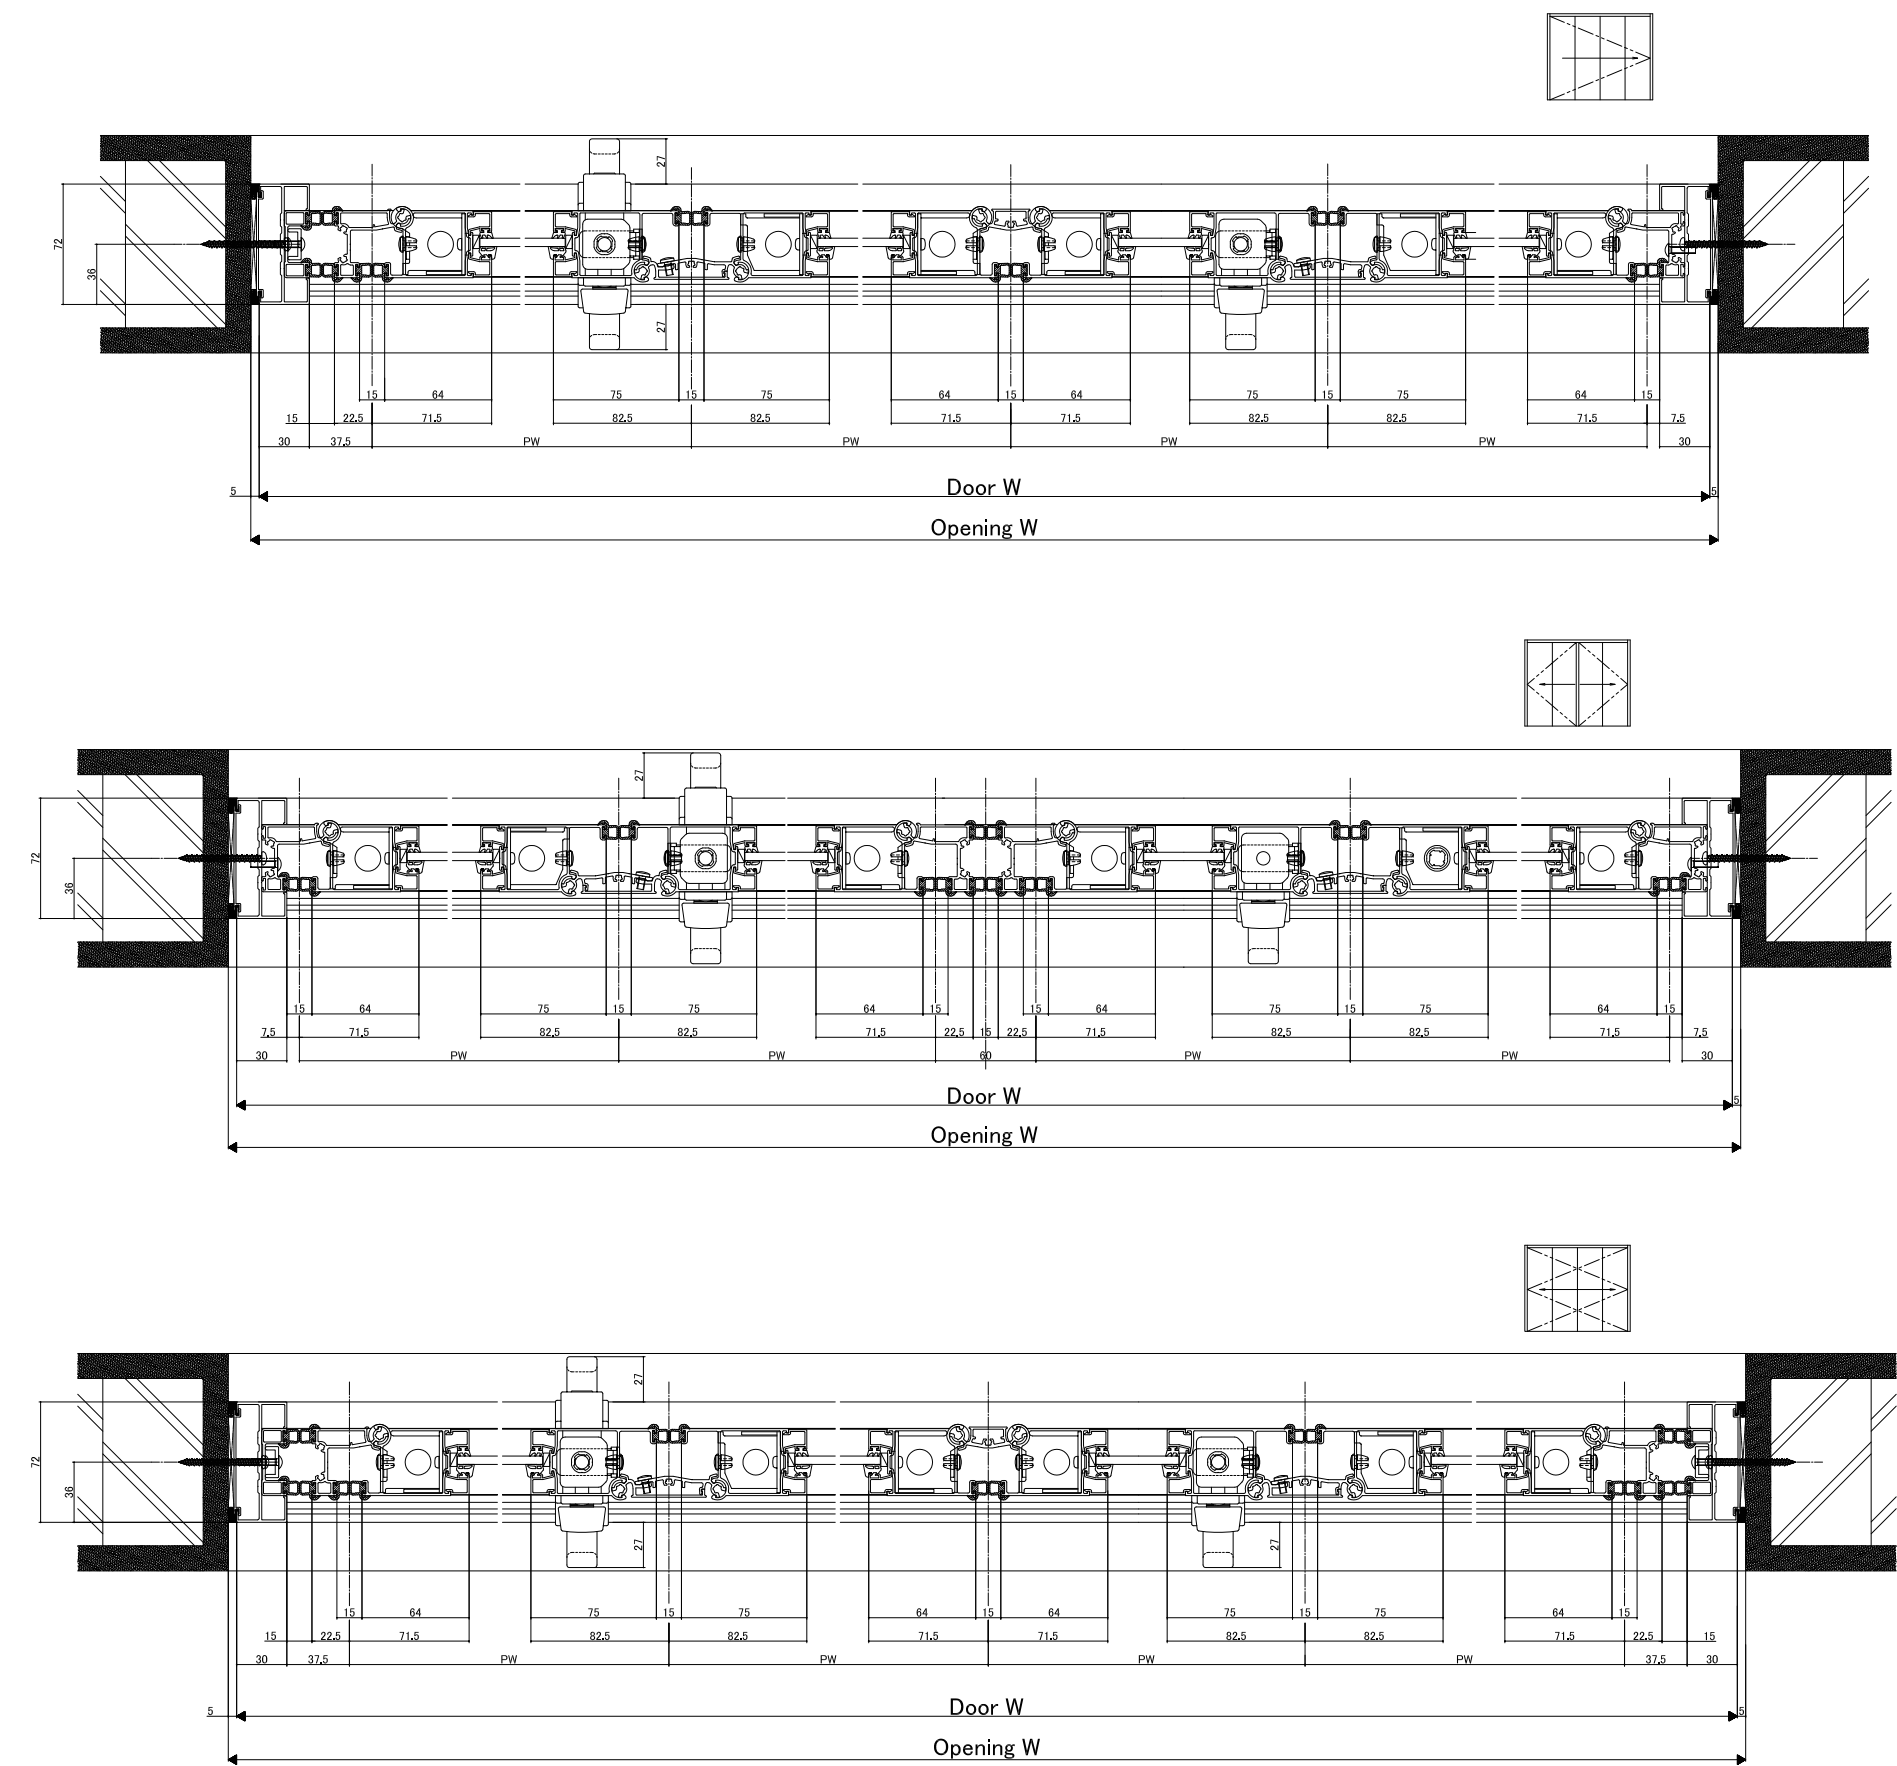 27
72
36
27
15 64 75 15 75 64 15 64 75 15 75 64 15
15 22.5 71.5 82.5 82.5 71.5 71.5 82.5 82.5 71.5 7.5
30 37.5 PW PW PW PW 30
5 Door W 5
Opening W
27
72
36
15 64 75 15 75 64 15 15 64 75 15 75 64 15
7.5 71.5 82.5 82.5 71.5 22.5 15 22.5 71.5 82.5 82.5 71.5 7.5
30 PW PW 60 PW PW 30
Door W 5
Opening W
27
72
36
27 27
15 64 75 15 75 64 15 64 75 15 75 64 15
15 22.5 71.5 82.5 82.5 71.5 71.5 82.5 82.5 71.5 22.5 15
30 37.5 PW PW PW PW 37.5 30
5 Door W 5
Opening W